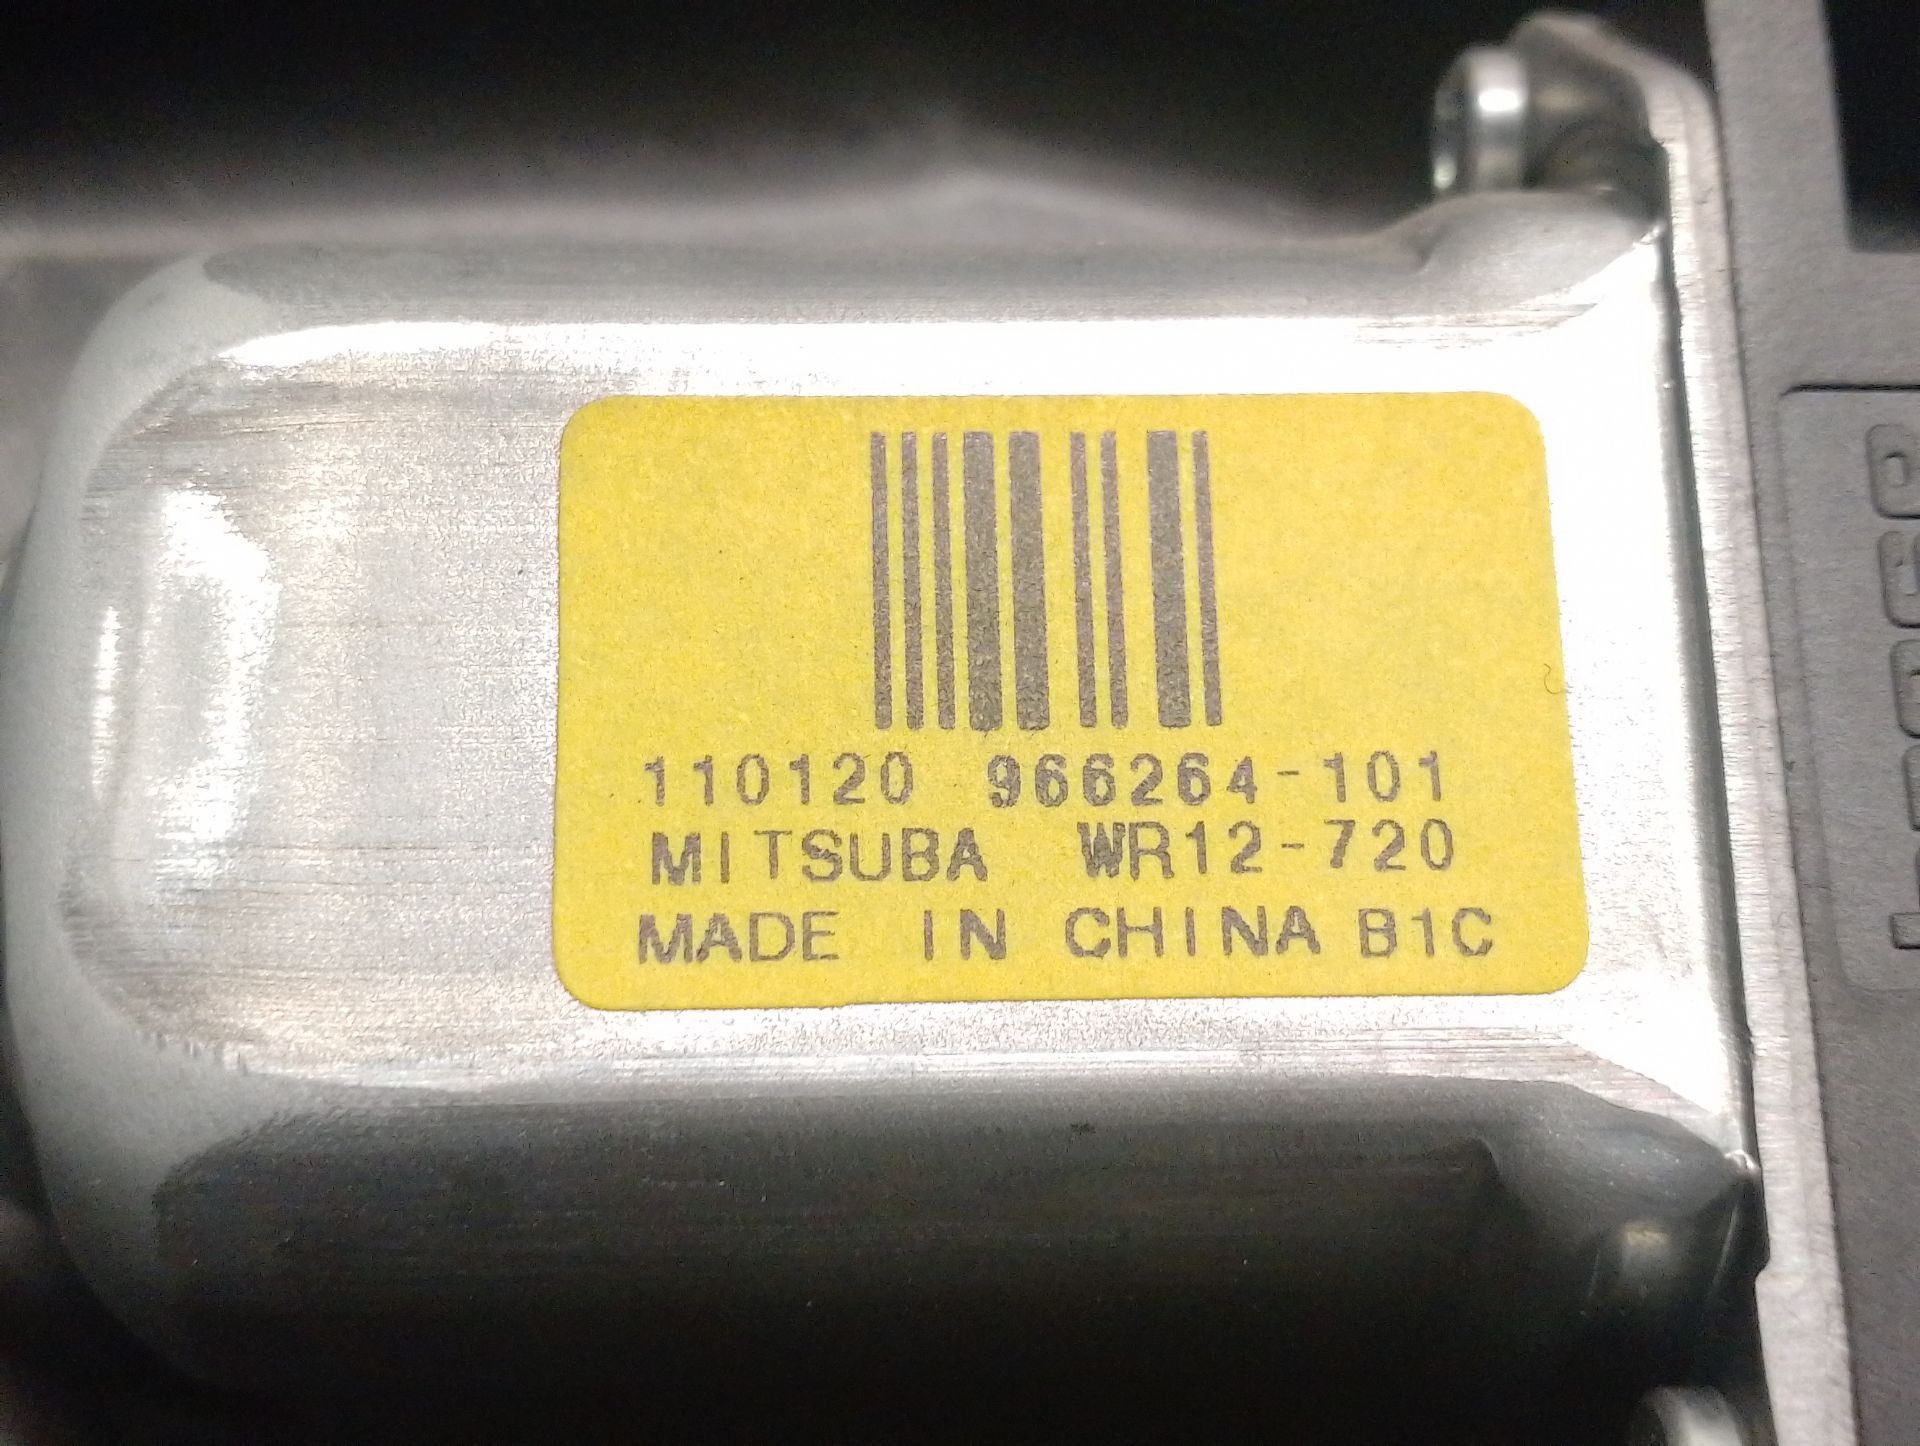 110120 966264-101
MITSUBA WR12-720
MADE IN CHINA B1C